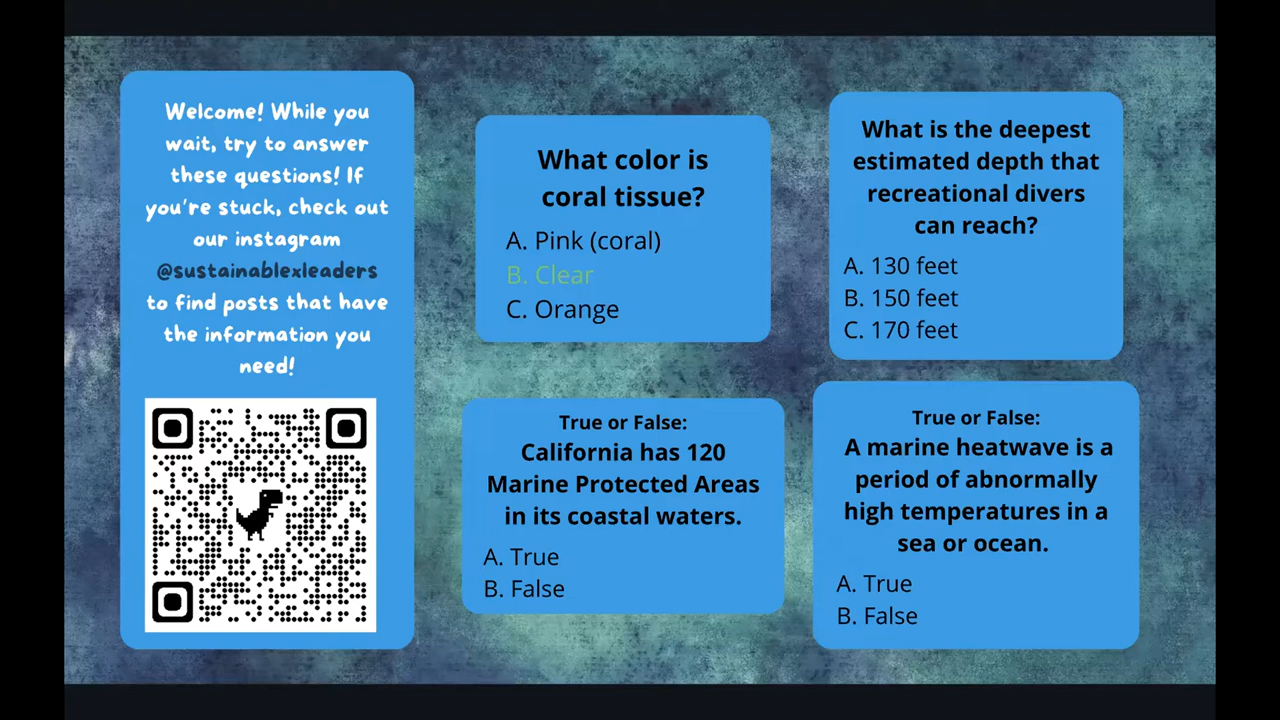 Welcome! While you
wait, try to answer
these questions! If
you're stuck, check out
our instagram
@sustainablexleaders
to find posts that have
the information you
need!
What color is
coral tissue?
A. Pink (coral)
B. Clear
C. Orange
What is the deepest
estimated depth that
recreational divers
can reach?
A. 130 feet
B. 150 feet
C. 170 feet
True or False:
California has 120
Marine Protected Areas
in its coastal waters.
A. True
B. False
True or False:
A marine heatwave is a
period of abnormally
high temperatures in a
sea or ocean.
A. True
B. False